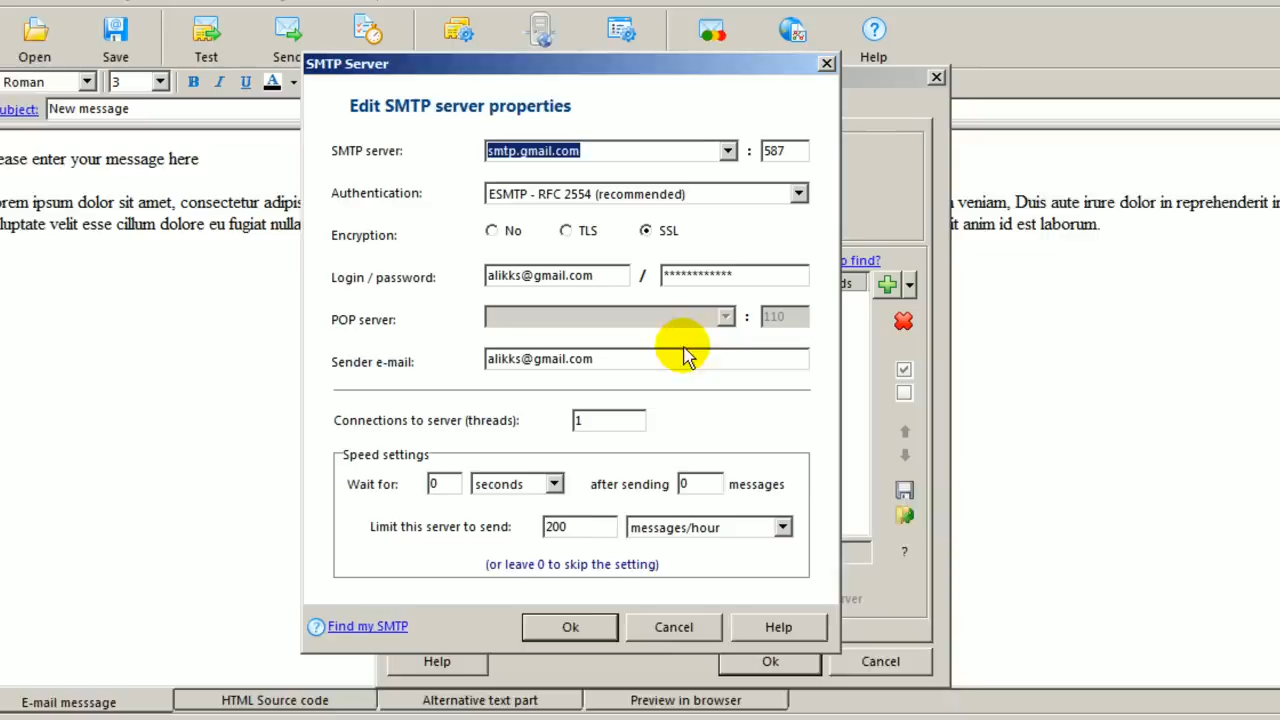 Open Save Test Send Help
SMTP Server
Roman 3 B I U A
ubject: New message
Edit SMTP server properties
SMTP server: smtp.gmail.com : 587
ease enter your message here
Authentication: ESMTP - RFC 2554 (recommended)
orem ipsum dolor sit amet, consectetur adipis veniam, Duis aute irure dolor in reprehenderit in
luptate velit esse cillum dolore eu fugiat nulla it anim id est laborum.
Encryption: No TLS SSL
o find?
Login / password: alikks@gmail.com / ************
ds
POP server: : 110
Sender e-mail: alikks@gmail.com
Connections to server (threads): 1
Speed settings
Wait for: 0 seconds after sending 0 messages
Limit this server to send: 200 messages/hour
?
(or leave 0 to skip the setting)
rver
? Find my SMTP Ok Cancel Help
Help Ok Cancel
E-mail messsage HTML Source code Alternative text part Preview in browser